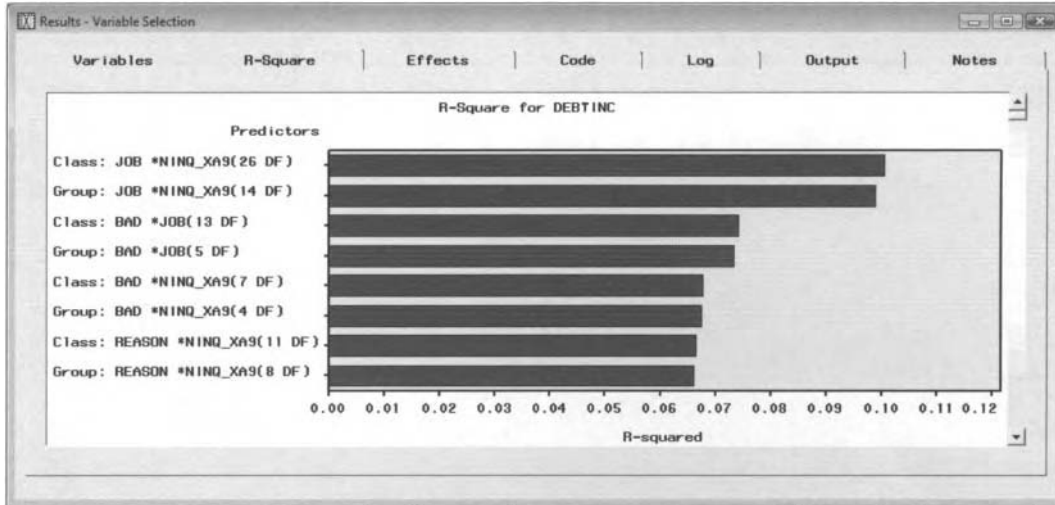 Results - Variable Selection
Variables R-Square Effects Code Log Output Notes
R-Square for DEBTINC
Predictors
Class: JOB *NINQ_XA9(26 DF)
Group: JOB *NINQ_XA9(14 DF)
Class: BAD *JOB(13 DF)
Group: BAD *JOB(5 DF)
Class: BAD *NINQ_XA9(7 DF)
Group: BAD *NINQ_XA9(4 DF)
Class: REASON *NINQ_XA9(11 DF)
Group: REASON *NINQ_XA9(8 DF)
0.00 0.01 0.02 0.03 0.04 0.05 0.06 0.07 0.08 0.09 0.10 0.11 0.12
R-squared